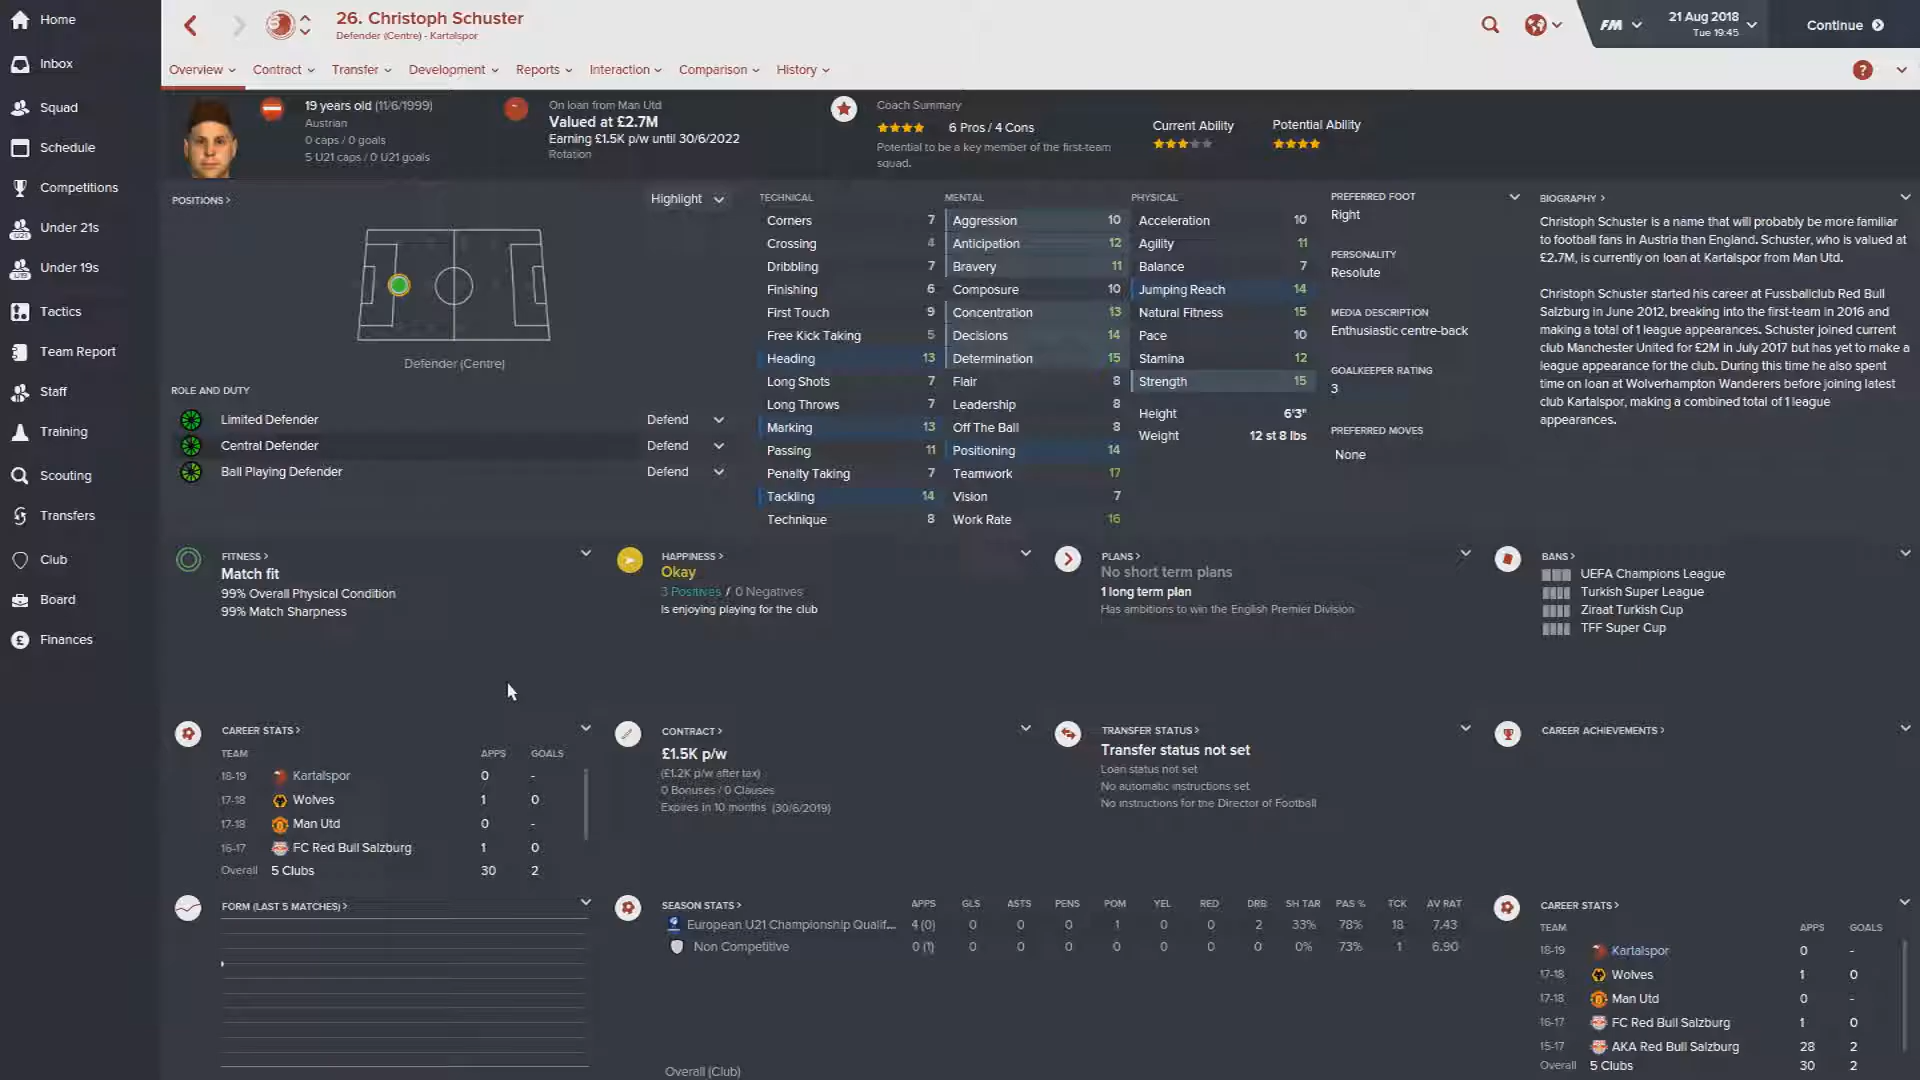 Home
Inbox
Squad
Schedule
Competitions
Under 21s
Under 19s
Tactics
Team Report
Staff
Training
Scouting
Transfers
Club
Board
Finances
26. Christoph Schuster
Defender (Centre) - Kartalspor
FM
21 Aug 2018
Tue 19:45
Continue
Overview
Contract
Transfer
Development
Reports
Interaction
Comparison
History
?
19 years old (11/6/1999)
Austrian
0 caps / 0 goals
5 U21 caps / 0 U21 goals
On loan from Man Utd
Valued at £2.7M
Earning £1.5K p/w until 30/6/2022
Rotation
Coach Summary
6 Pros / 4 Cons
Potential to be a key member of the first-team
squad.
Current Ability
Potential Ability
POSITIONS >
Highlight
Defender (Centre)
ROLE AND DUTY
Limited Defender Defend
Central Defender Defend
Ball Playing Defender Defend
TECHNICAL
Corners 7
Crossing 4
Dribbling 7
Finishing 6
First Touch 9
Free Kick Taking 5
Heading 13
Long Shots 7
Long Throws 7
Marking 13
Passing 11
Penalty Taking 7
Tackling 14
Technique 8
MENTAL
Aggression 10
Anticipation 12
Bravery 11
Composure 10
Concentration 13
Decisions 14
Determination 15
Flair 8
Leadership 8
Off The Ball 8
Positioning 14
Teamwork 17
Vision 7
Work Rate 16
PHYSICAL
Acceleration 10
Agility 11
Balance 7
Jumping Reach 14
Natural Fitness 15
Pace 10
Stamina 12
Strength 15
Height 6'3"
Weight 12 st 8 lbs
PREFERRED FOOT
Right
PERSONALITY
Resolute
MEDIA DESCRIPTION
Enthusiastic centre-back
GOALKEEPER RATING
3
PREFERRED MOVES
None
BIOGRAPHY >
Christoph Schuster is a name that will probably be more familiar
to football fans in Austria than England. Schuster, who is valued at
£2.7M, is currently on loan at Kartalspor from Man Utd.
Christoph Schuster started his career at Fussballclub Red Bull
Salzburg in June 2012, breaking into the first-team in 2016 and
making a total of 1 league appearances. Schuster joined current
club Manchester United for £2M in July 2017 but has yet to make a
league appearance for the club. During this time he also spent
time on loan at Wolverhampton Wanderers before joining latest
club Kartalspor, making a combined total of 1 league
appearances.
FITNESS >
Match fit
99% Overall Physical Condition
99% Match Sharpness
HAPPINESS >
Okay
3 Positives / 0 Negatives
Is enjoying playing for the club
PLANS >
No short term plans
1 long term plan
Has ambitions to win the English Premier Division
BANS >
UEFA Champions League
Turkish Super League
Ziraat Turkish Cup
TFF Super Cup
CAREER STATS >
TEAM APPS GOALS
18-19 Kartalspor 0 -
17-18 Wolves 1 0
17-18 Man Utd 0 -
16-17 FC Red Bull Salzburg 1 0
Overall 5 Clubs 30 2
CONTRACT >
£1.5K p/w
(£1.2K p/w after tax)
0 Bonuses / 0 Clauses
Expires in 10 months (30/6/2019)
TRANSFER STATUS >
Transfer status not set
Loan status not set
No automatic instructions set
No instructions for the Director of Football
CAREER ACHIEVEMENTS >
FORM (LAST 5 MATCHES) >
SEASON STATS > APPS GLS ASTS PENS POM YEL RED DRB SH TAR PAS % TCK AV RAT
European U21 Championship Qualif... 4 (0) 0 0 0 1 0 0 2 33% 78% 18 7.43
Non Competitive 0 (1) 0 0 0 0 0 0 0 0% 73% 1 6.90
Overall (Club)
CAREER STATS >
TEAM APPS GOALS
18-19 Kartalspor 0 -
17-18 Wolves 1 0
17-18 Man Utd 0 -
16-17 FC Red Bull Salzburg 1 0
15-17 AKA Red Bull Salzburg 28 2
Overall 5 Clubs 30 2